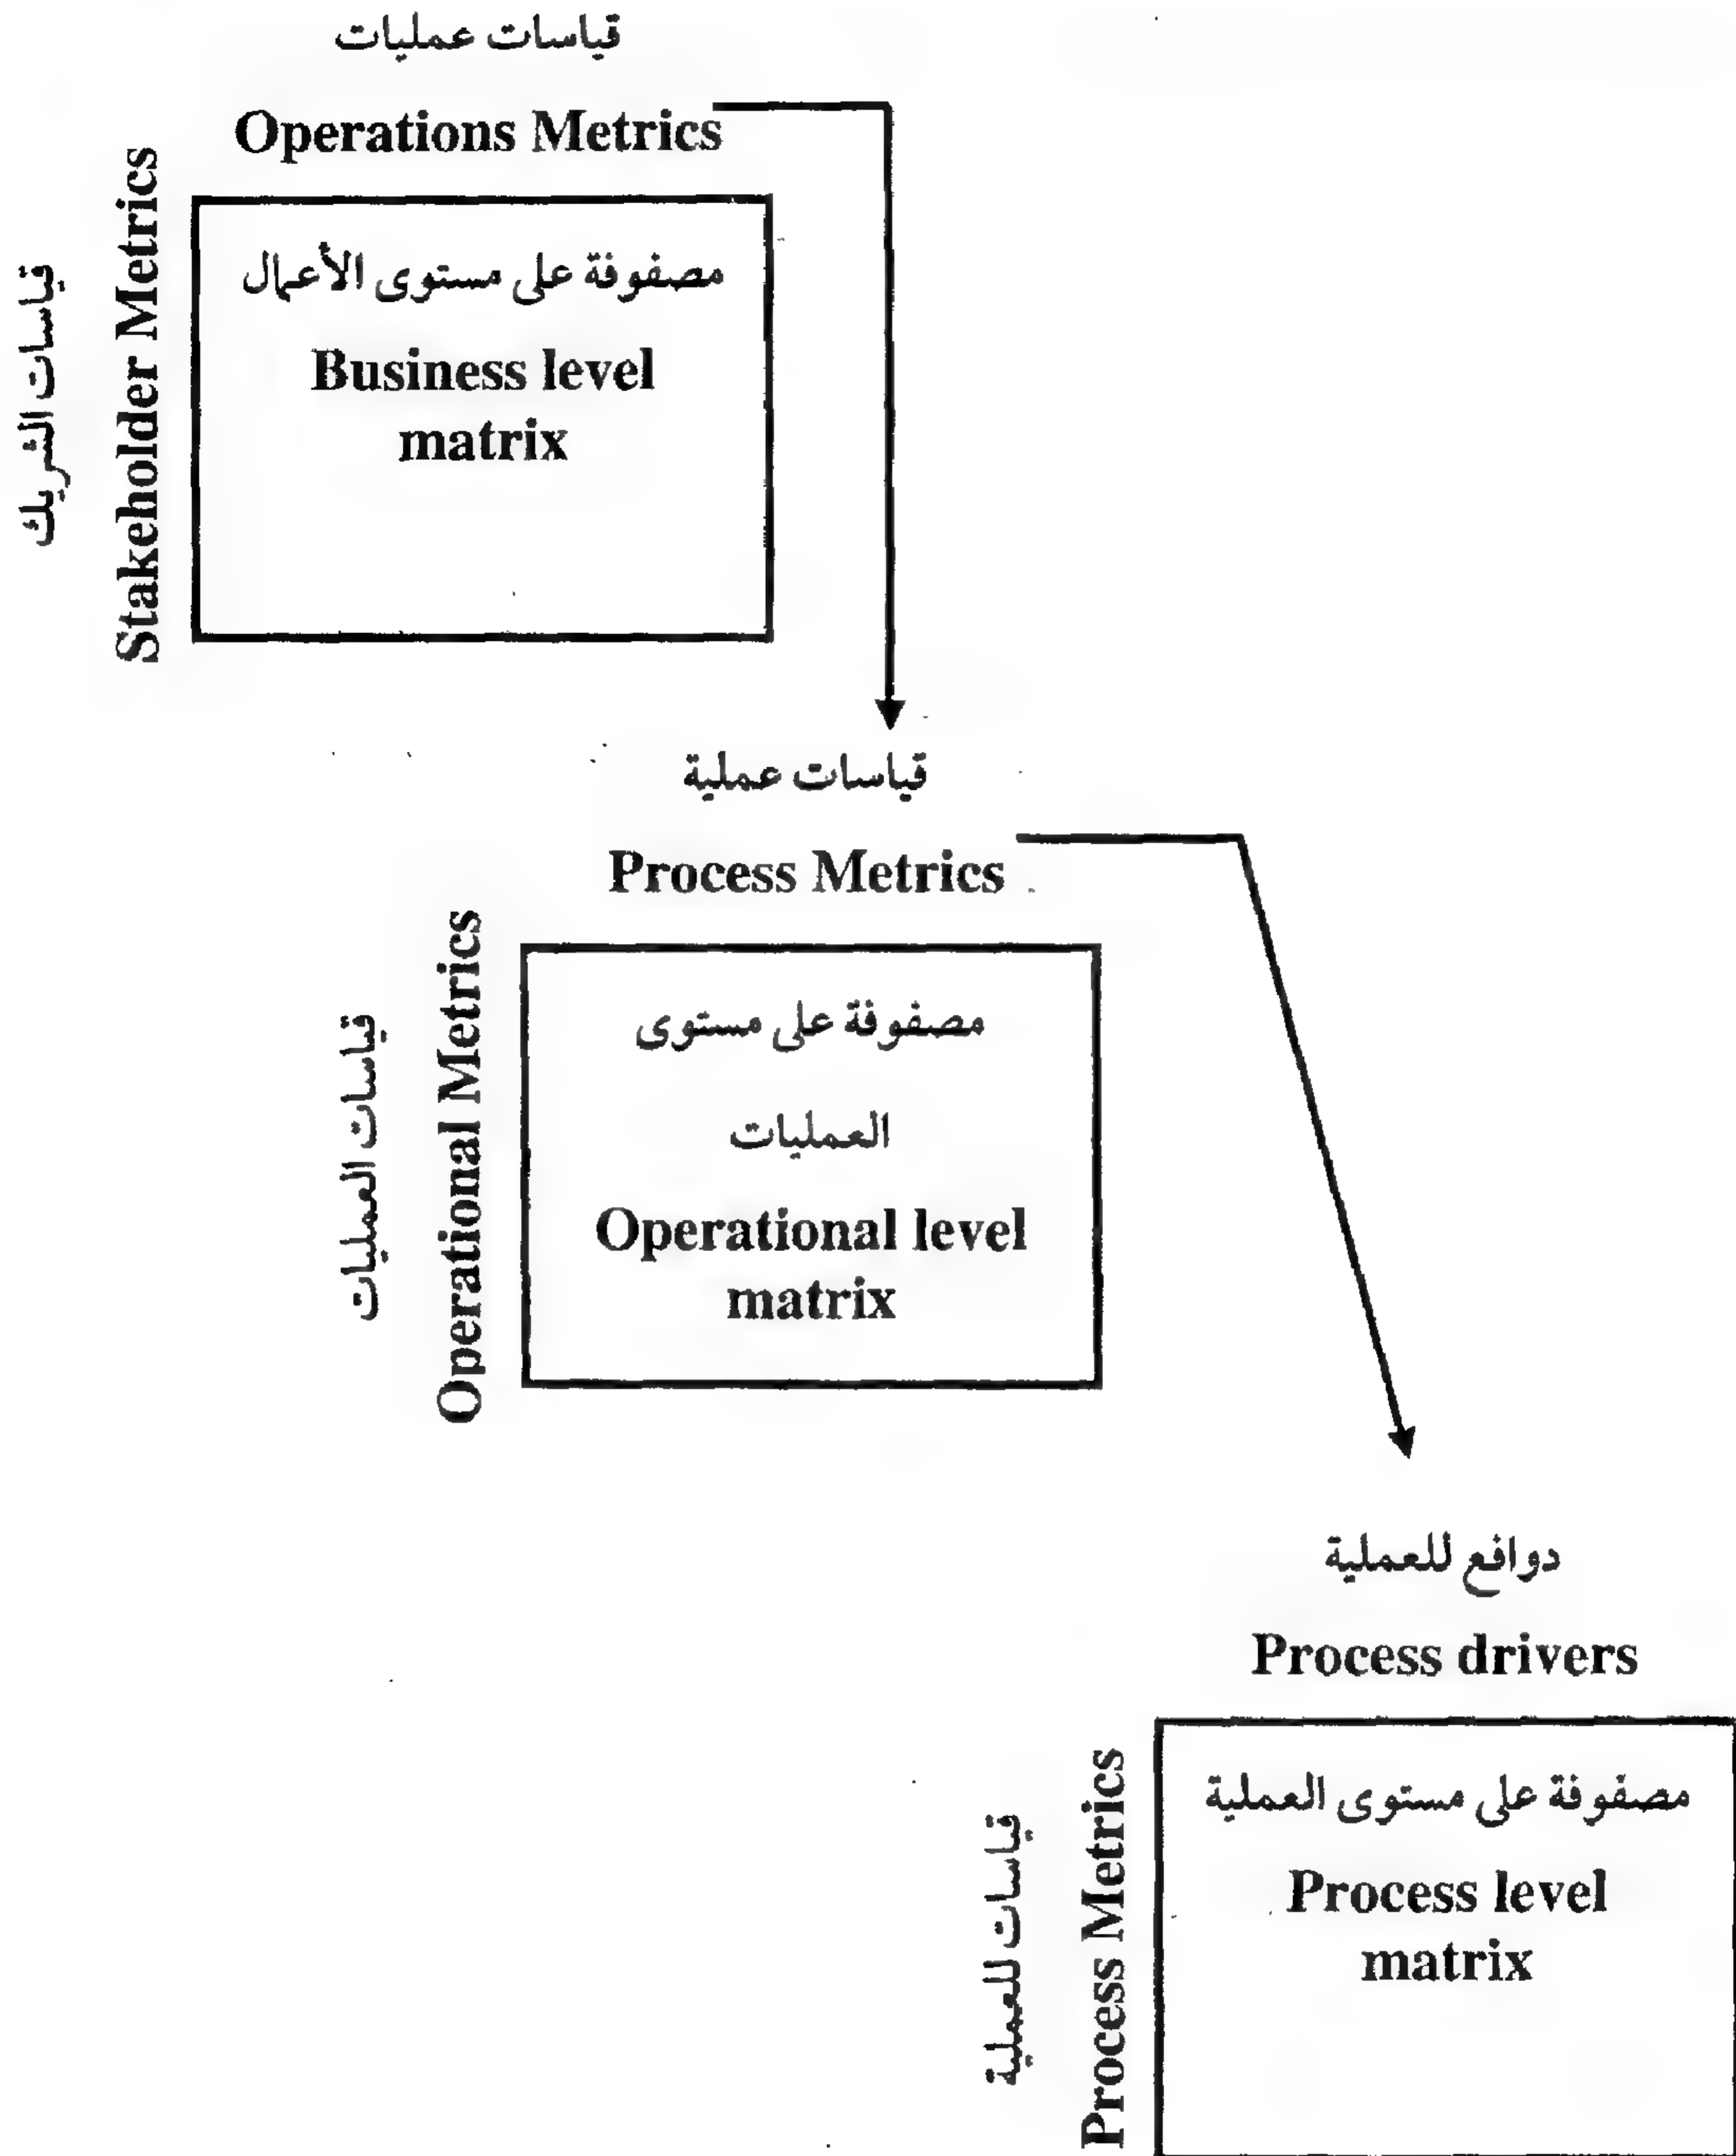 قياسات عمليات
Operations Metrics
قياسات الشريك
Stakeholder Metrics
مصفوفة على مستوى الأعمال
Business level
matrix
قياسات عملية
Process Metrics
قياسات العمليات
Operational Metrics
مصفوفة على مستوى
العمليات
Operational level
matrix
دوافع للعملية
Process drivers
قياسات للعملية
Process Metrics
مصفوفة على مستوى العملية
Process level
matrix